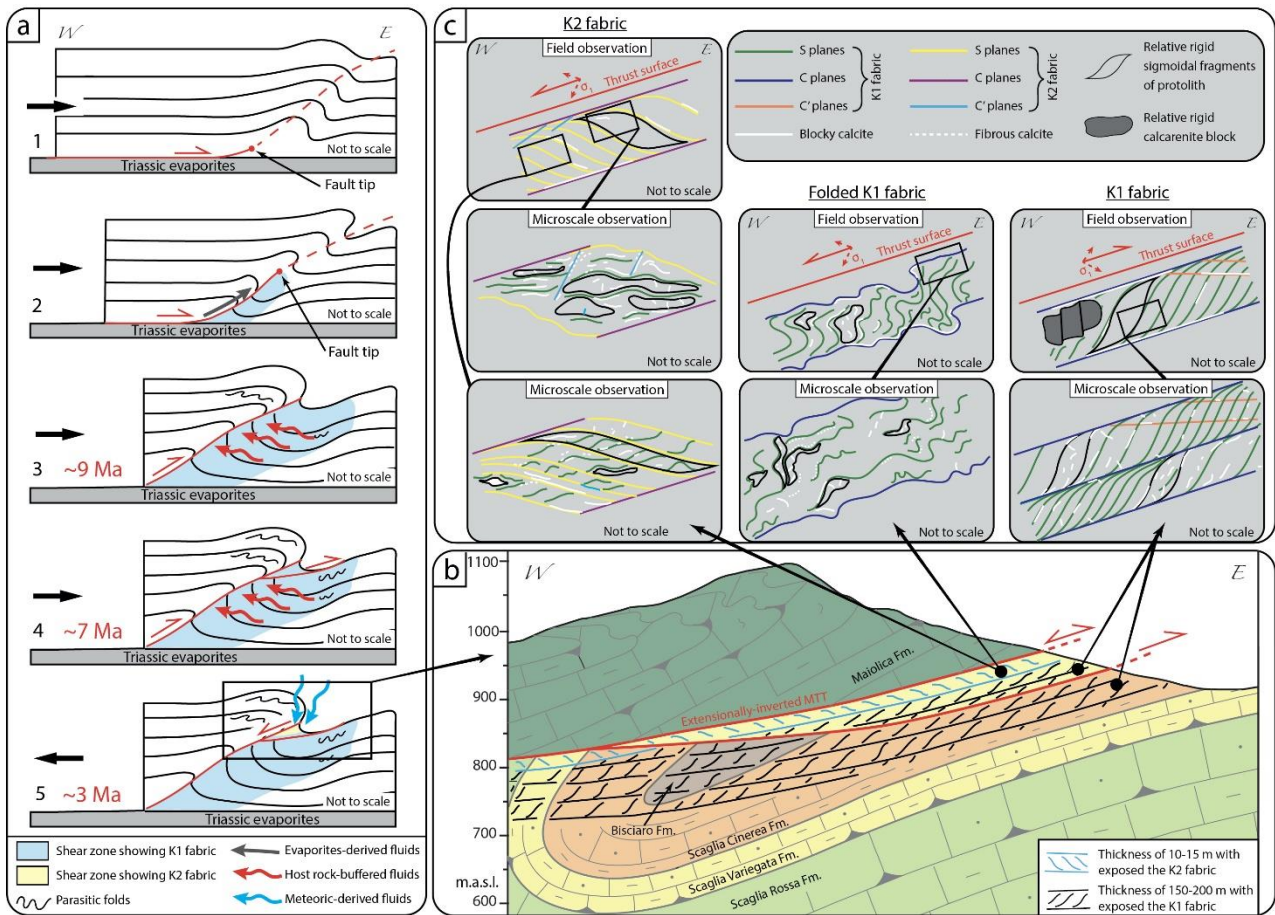 a
W
E
1
Not to scale
Triassic evaporites
Fault tip
2
Not to scale
Triassic evaporites
Fault tip
3 ~9 Ma
Not to scale
Triassic evaporites
4 ~7 Ma
Not to scale
Triassic evaporites
5 ~3 Ma
Not to scale
Triassic evaporites
Shear zone showing K1 fabric
Shear zone showing K2 fabric
Parasitic folds
Evaporites-derived fluids
Host rock-buffered fluids
Meteoric-derived fluids
c
K2 fabric
W
E
Field observation
Thrust surface
σ1
Not to scale
Microscale observation
Not to scale
Microscale observation
Not to scale
S planes
C planes
C' planes
K1 fabric
Blocky calcite
S planes
C planes
C' planes
K2 fabric
Fibrous calcite
Relative rigid
sigmoidal fragments
of protolith
Relative rigid
calcarenite block
Folded K1 fabric
W
E
Field observation
Thrust surface
σ1
Not to scale
Microscale observation
Not to scale
K1 fabric
W
E
Field observation
Thrust surface
σ1
Not to scale
Microscale observation
Not to scale
b
W
E
1100
1000
900
800
700
m.a.s.l.
600
Maiolica Fm.
Extensionally-inverted MTT
Bisciaro Fm.
Scaglia Cinerea Fm.
Scaglia Variegata Fm.
Scaglia Rossa Fm.
Thickness of 10-15 m with
exposed the K2 fabric
Thickness of 150-200 m with
exposed the K1 fabric